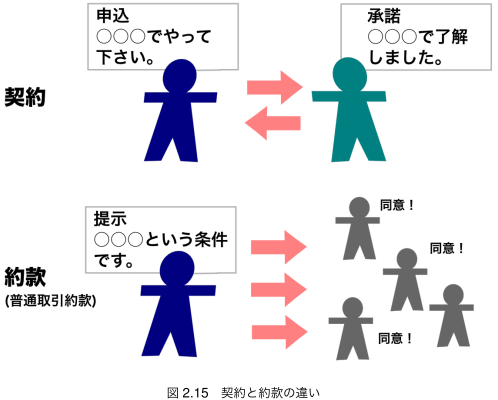 申込
○○○でやって
下さい。
承諾
○○○で了解
しました。
契約
提示
○○○という条件
です。
約款
(普通取引約款)
同意！
同意！
同意！
図 2.15　契約と約款の違い